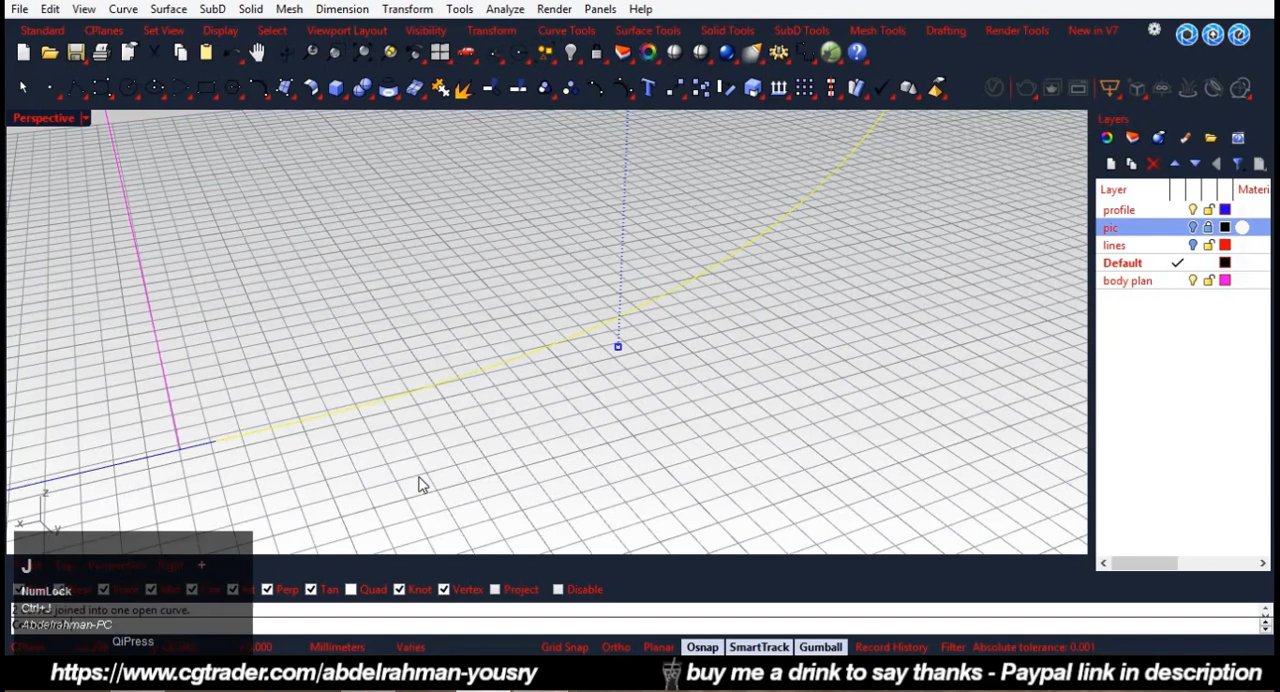 File Edit View Curve Surface SubD Solid Mesh Dimension Transform Tools Analyze Render Panels Help
Standard CPlanes Set View Display Select Viewport Layout Visibility Transform Curve Tools Surface Tools Solid Tools SubD Tools Mesh Tools Drafting Render Tools New in V7
Perspective
Layers
Layer Materi
profile
pic
lines
Default
body plan
z
x
y
J
NumLock
Ctrl+J
Abdelrahman-PC
QiPress
Perp Tan Quad Knot Vertex Project Disable
joined into one open curve.
Millimeters Varies Grid Snap Ortho Planar Osnap SmartTrack Gumball Record History Filter Absolute tolerance: 0.001
https://www.cgtrader.com/abdelrahman-yousry buy me a drink to say thanks - Paypal link in description